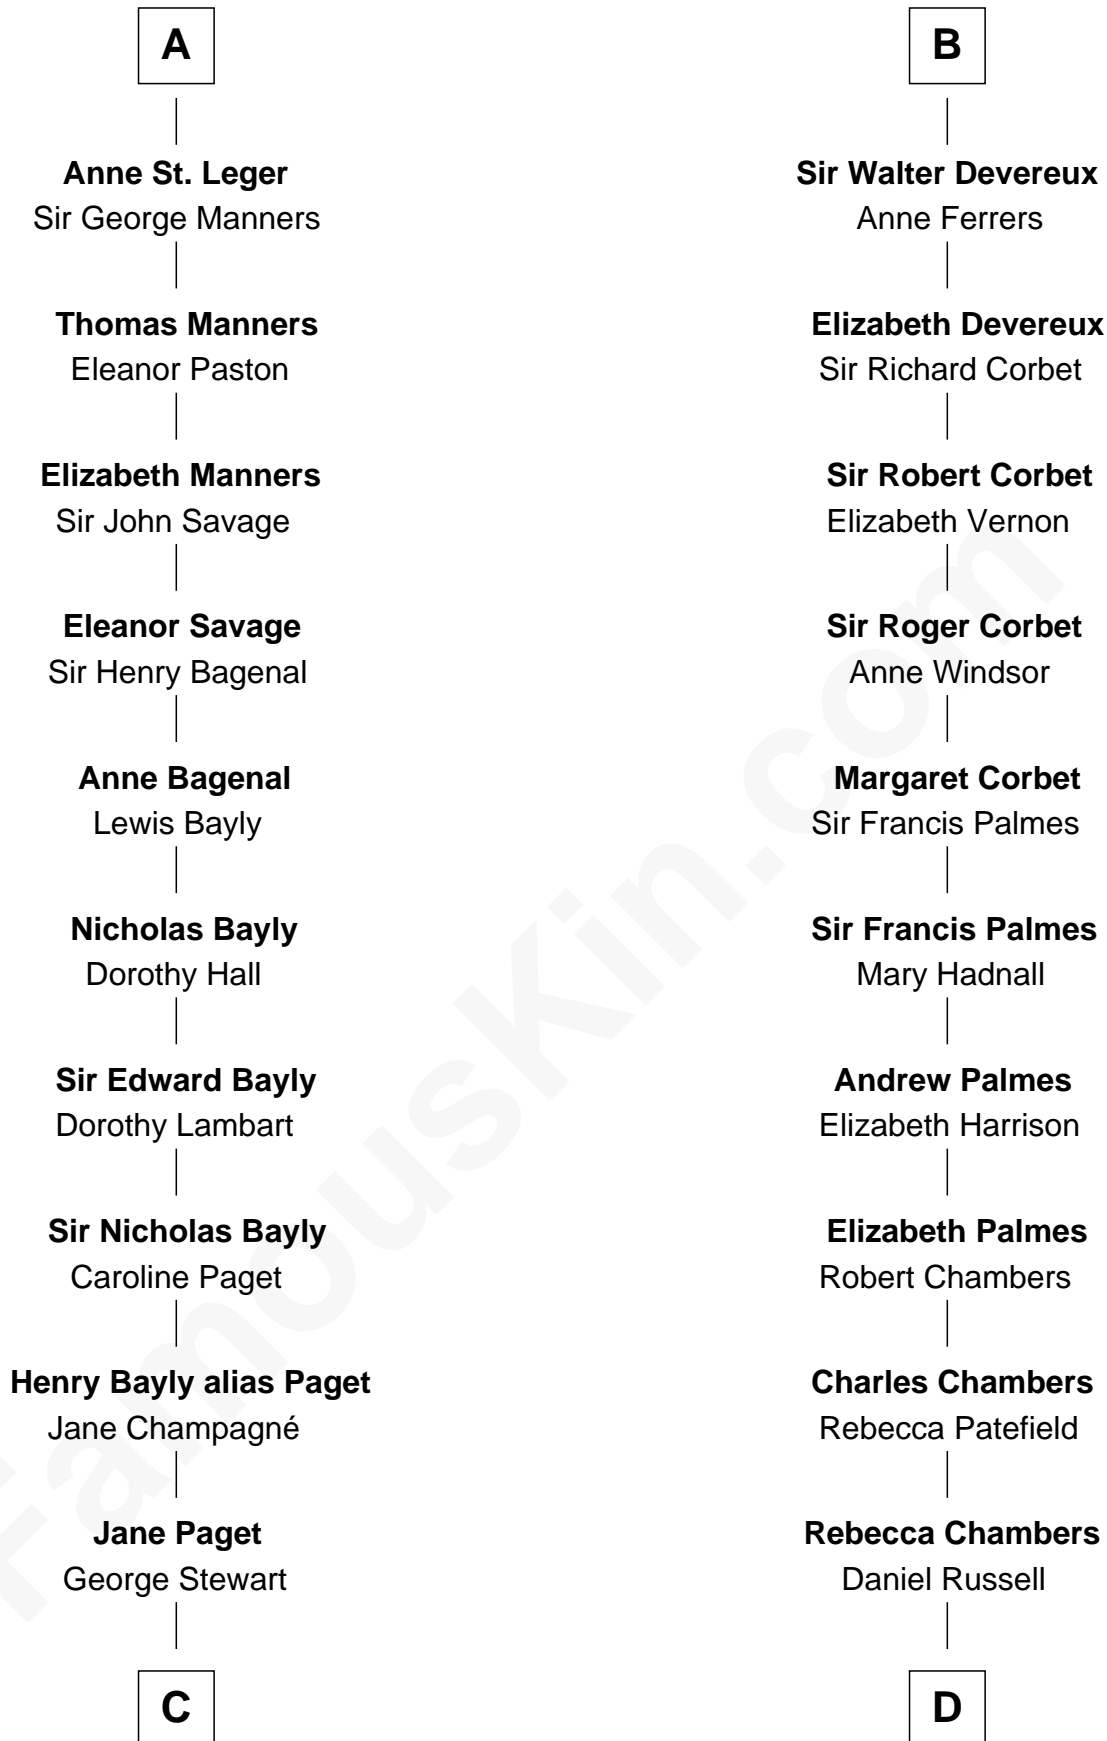 A
Anne St. Leger
Sir George Manners
Thomas Manners
Eleanor Paston
Elizabeth Manners
Sir John Savage
Eleanor Savage
Sir Henry Bagenal
Anne Bagenal
Lewis Bayly
Nicholas Bayly
Dorothy Hall
Sir Edward Bayly
Dorothy Lambart
Sir Nicholas Bayly
Caroline Paget
Henry Bayly alias Paget
Jane Champagné
Jane Paget
George Stewart
C
B
Sir Walter Devereux
Anne Ferrers
Elizabeth Devereux
Sir Richard Corbet
Sir Robert Corbet
Elizabeth Vernon
Sir Roger Corbet
Anne Windsor
Margaret Corbet
Sir Francis Palmes
Sir Francis Palmes
Mary Hadnall
Andrew Palmes
Elizabeth Harrison
Elizabeth Palmes
Robert Chambers
Charles Chambers
Rebecca Patefield
Rebecca Chambers
Daniel Russell
D
FamousKin.com